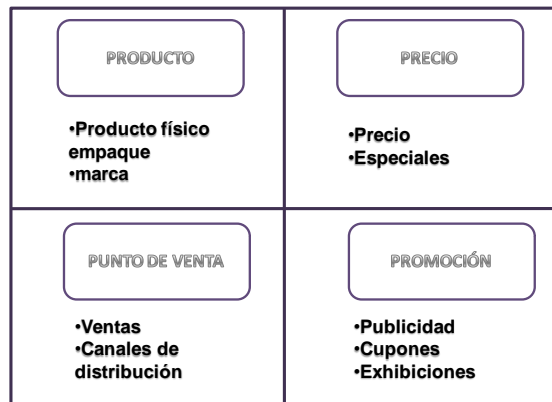 PRODUCTO
•Producto físico
empaque
•marca
PRECIO
•Precio
•Especiales
PUNTO DE VENTA
•Ventas
•Canales de
distribución
PROMOCIÓN
•Publicidad
•Cupones
•Exhibiciones